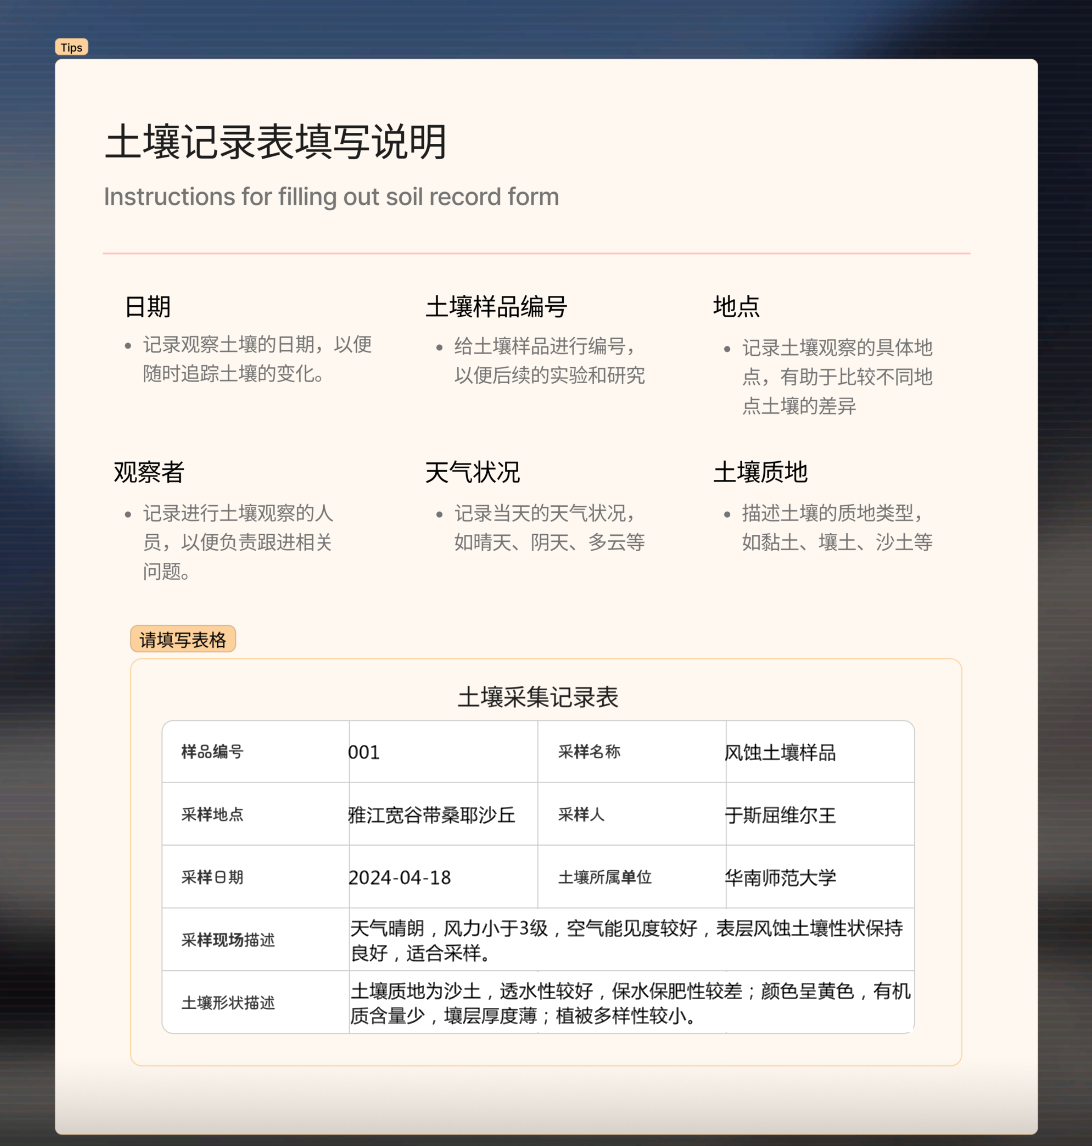 Tips
土壤记录表填写说明
Instructions for filling out soil record form
日期
记录观察土壤的日期，以便
随时追踪土壤的变化。
土壤样品编号
给土壤样品进行编号，
以便后续的实验和研究
地点
记录土壤观察的具体地
点，有助于比较不同地
点土壤的差异
观察者
记录进行土壤观察的人
员，以便负责跟进相关
问题。
天气状况
记录当天的天气状况，
如晴天、阴天、多云等
土壤质地
描述土壤的质地类型，
如黏土、壤土、沙土等
请填写表格
土壤采集记录表
样品编号 001 采样名称 风蚀土壤样品
采样地点 雅江宽谷带桑耶沙丘 采样人 于斯屈维尔王
采样日期 2024-04-18 土壤所属单位 华南师范大学
采样现场描述
天气晴朗，风力小于3级，空气能见度较好，表层风蚀土壤性状保持
良好，适合采样。
土壤形状描述
土壤质地为沙土，透水性较好，保水保肥性较差；颜色呈黄色，有机
质含量少，壤层厚度薄；植被多样性较小。